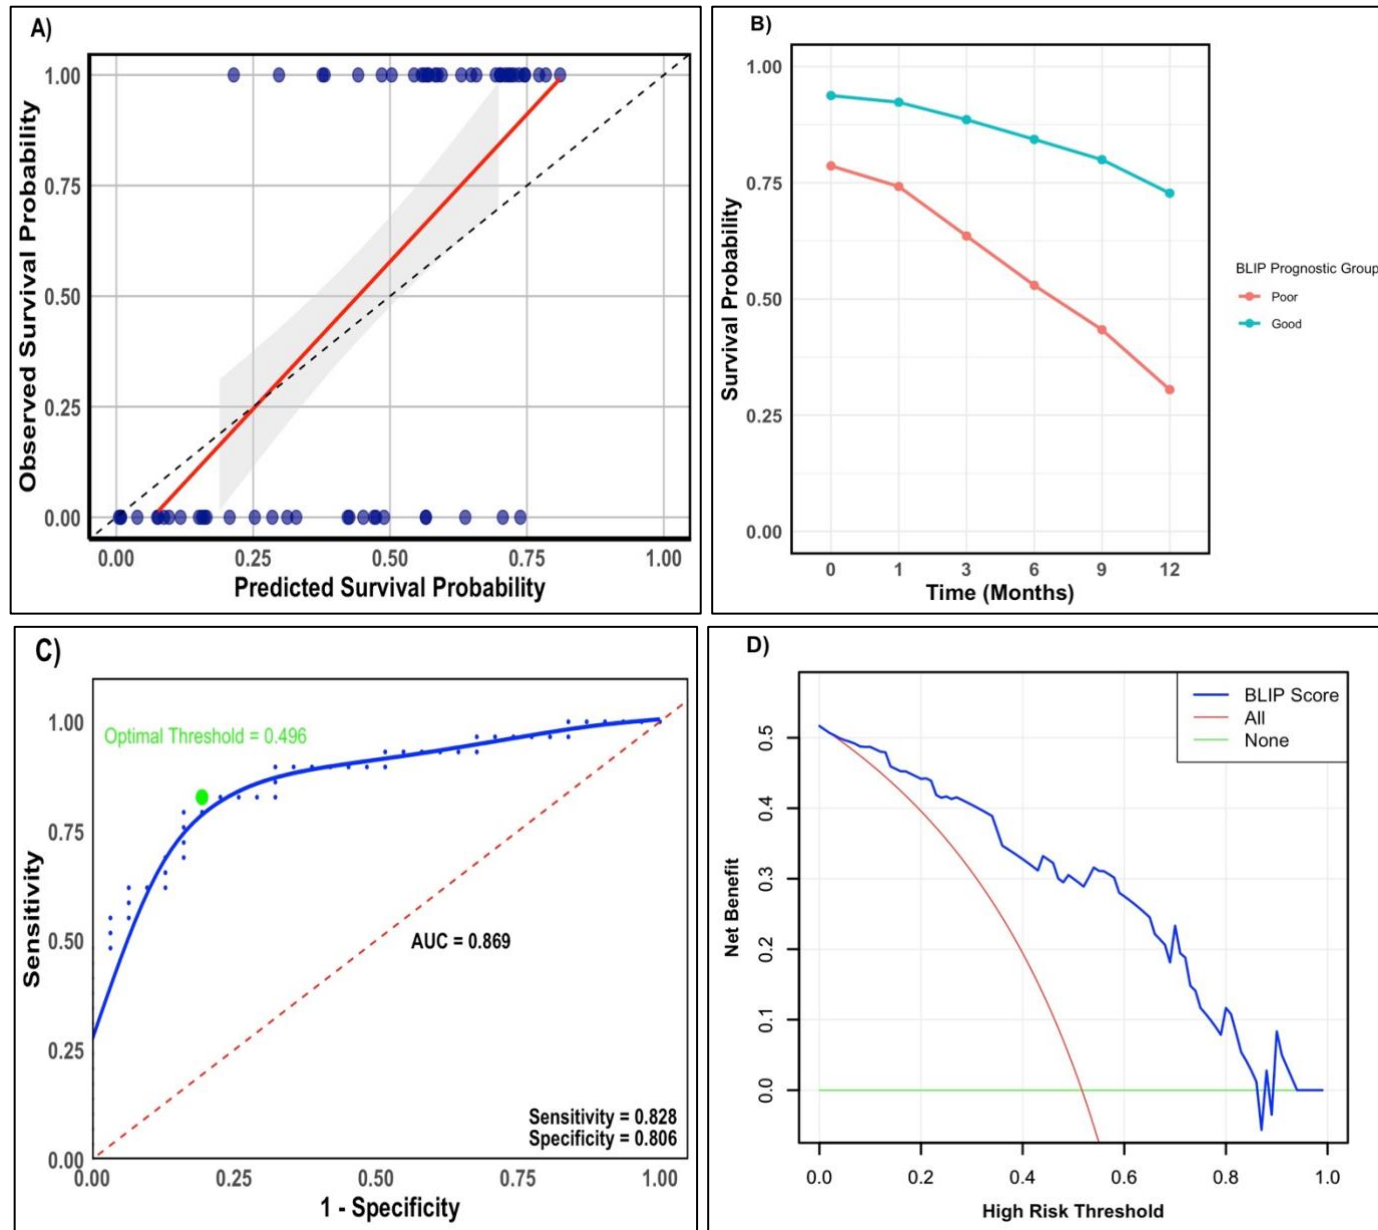 A)
1.00
0.75
0.50
0.25
0.00
Observed Survival Probability
0.00 0.25 0.50 0.75 1.00
Predicted Survival Probability
B)
1.00
0.75
0.50
0.25
0.00
Survival Probability
0 1 3 6 9 12
Time (Months)
BLIP Prognostic Group
Poor
Good
C)
1.00
0.75
0.50
0.25
0.00
Sensitivity
Optimal Threshold = 0.496
AUC = 0.869
Sensitivity = 0.828
Specificity = 0.806
0.00 0.25 0.50 0.75 1.00
1 - Specificity
D)
BLIP Score
All
None
0.5
0.4
0.3
0.2
0.1
0.0
Net Benefit
0.0 0.2 0.4 0.6 0.8 1.0
High Risk Threshold